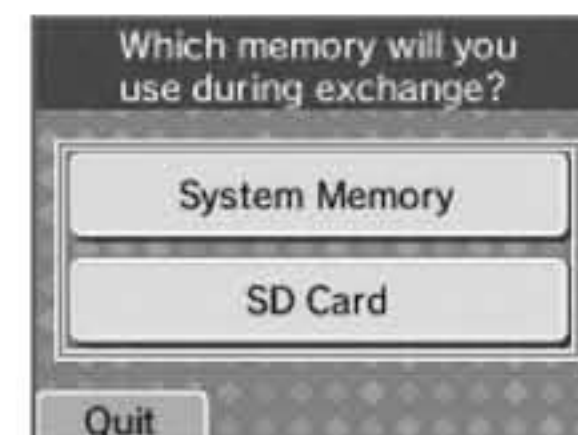 Which memory will you
use during exchange?
System Memory
SD Card
Quit